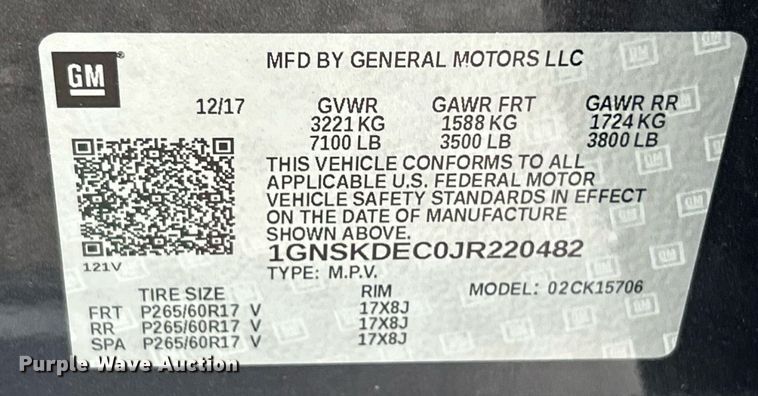 GM
MFD BY GENERAL MOTORS LLC
12/17 GVWR GAWR FRT GAWR RR
3221 KG 1588 KG 1724 KG
7100 LB 3500 LB 3800 LB
THIS VEHICLE CONFORMS TO ALL
APPLICABLE U.S. FEDERAL MOTOR
VEHICLE SAFETY STANDARDS IN EFFECT
ON THE DATE OF MANUFACTURE
SHOWN ABOVE.
1GNSKDEC0JR220482
121V
TYPE: M.P.V.
TIRE SIZE RIM MODEL: 02CK15706
FRT P265/60R17 V 17X8J
RR P265/60R17 V 17X8J
SPA P265/60R17 V 17X8J
Purple Wave Auction